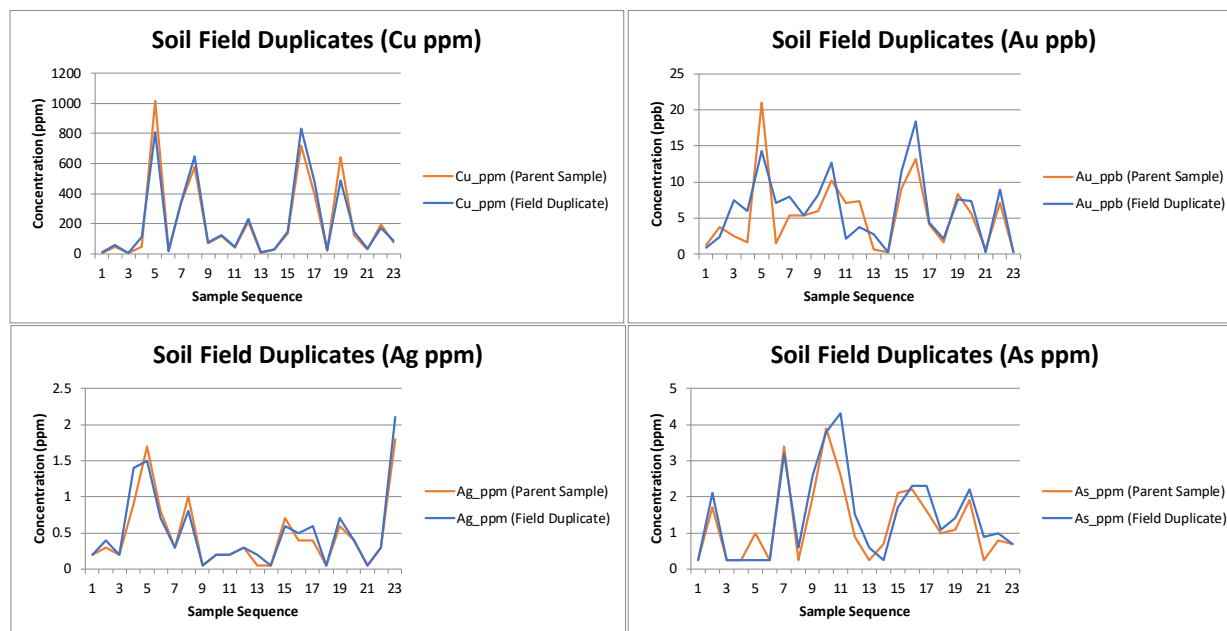 Soil Field Duplicates (Cu ppm)
1200
1000
800
600
400
200
0
Concentration (ppm)
1 3 5 7 9 11 13 15 17 19 21 23
Sample Sequence
Cu_ppm (Parent Sample)
Cu_ppm (Field Duplicate)
Soil Field Duplicates (Au ppb)
25
20
15
10
5
0
Concentration (ppb)
1 3 5 7 9 11 13 15 17 19 21 23
Sample Sequence
Au_ppb (Parent Sample)
Au_ppb (Field Duplicate)
Soil Field Duplicates (Ag ppm)
2.5
2
1.5
1
0.5
0
Concentration (ppm)
1 3 5 7 9 11 13 15 17 19 21 23
Sample Sequence
Ag_ppm (Parent Sample)
Ag_ppm (Field Duplicate)
Soil Field Duplicates (As ppm)
5
4
3
2
1
0
Concentration (ppm)
1 3 5 7 9 11 13 15 17 19 21 23
Sample Sequence
As_ppm (Parent Sample)
As_ppm (Field Duplicate)